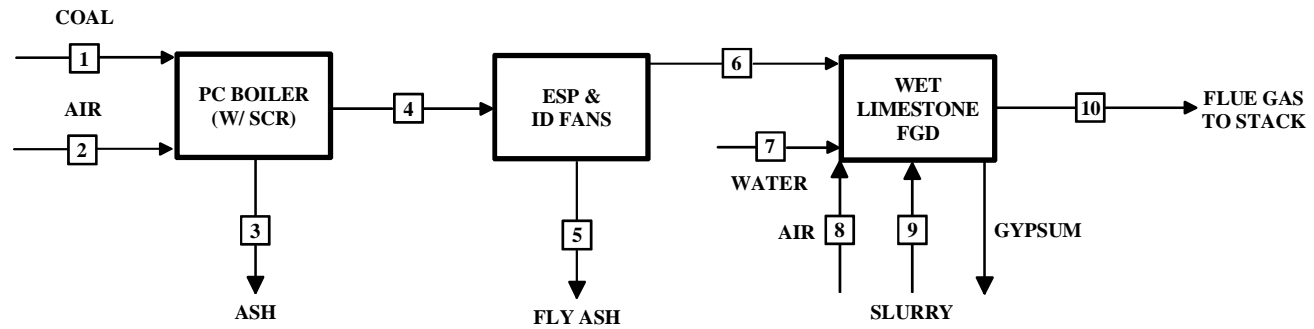 COAL
1
AIR
2
PC BOILER
(W/ SCR)
3
ASH
4
ESP &
ID FANS
5
FLY ASH
6
7
WATER
WET
LIMESTONE
FGD
AIR
8
9
SLURRY
GYPSUM
10
FLUE GAS
TO STACK